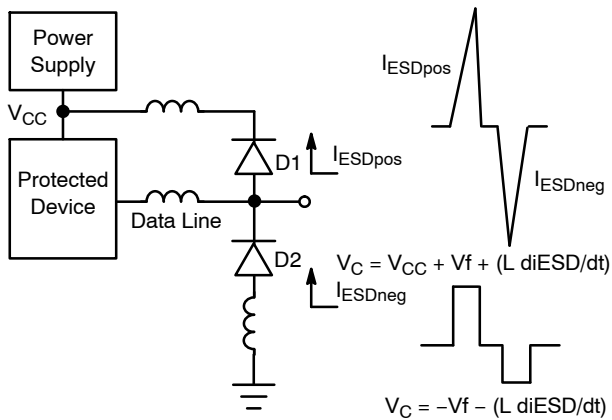 Power
Supply
V_CC
Protected
Device
Data Line
D1
I_ESDpos
D2
I_ESDneg
I_ESDpos
I_ESDneg
V_C = V_CC + Vf + (L diESD/dt)
V_C = −Vf − (L diESD/dt)